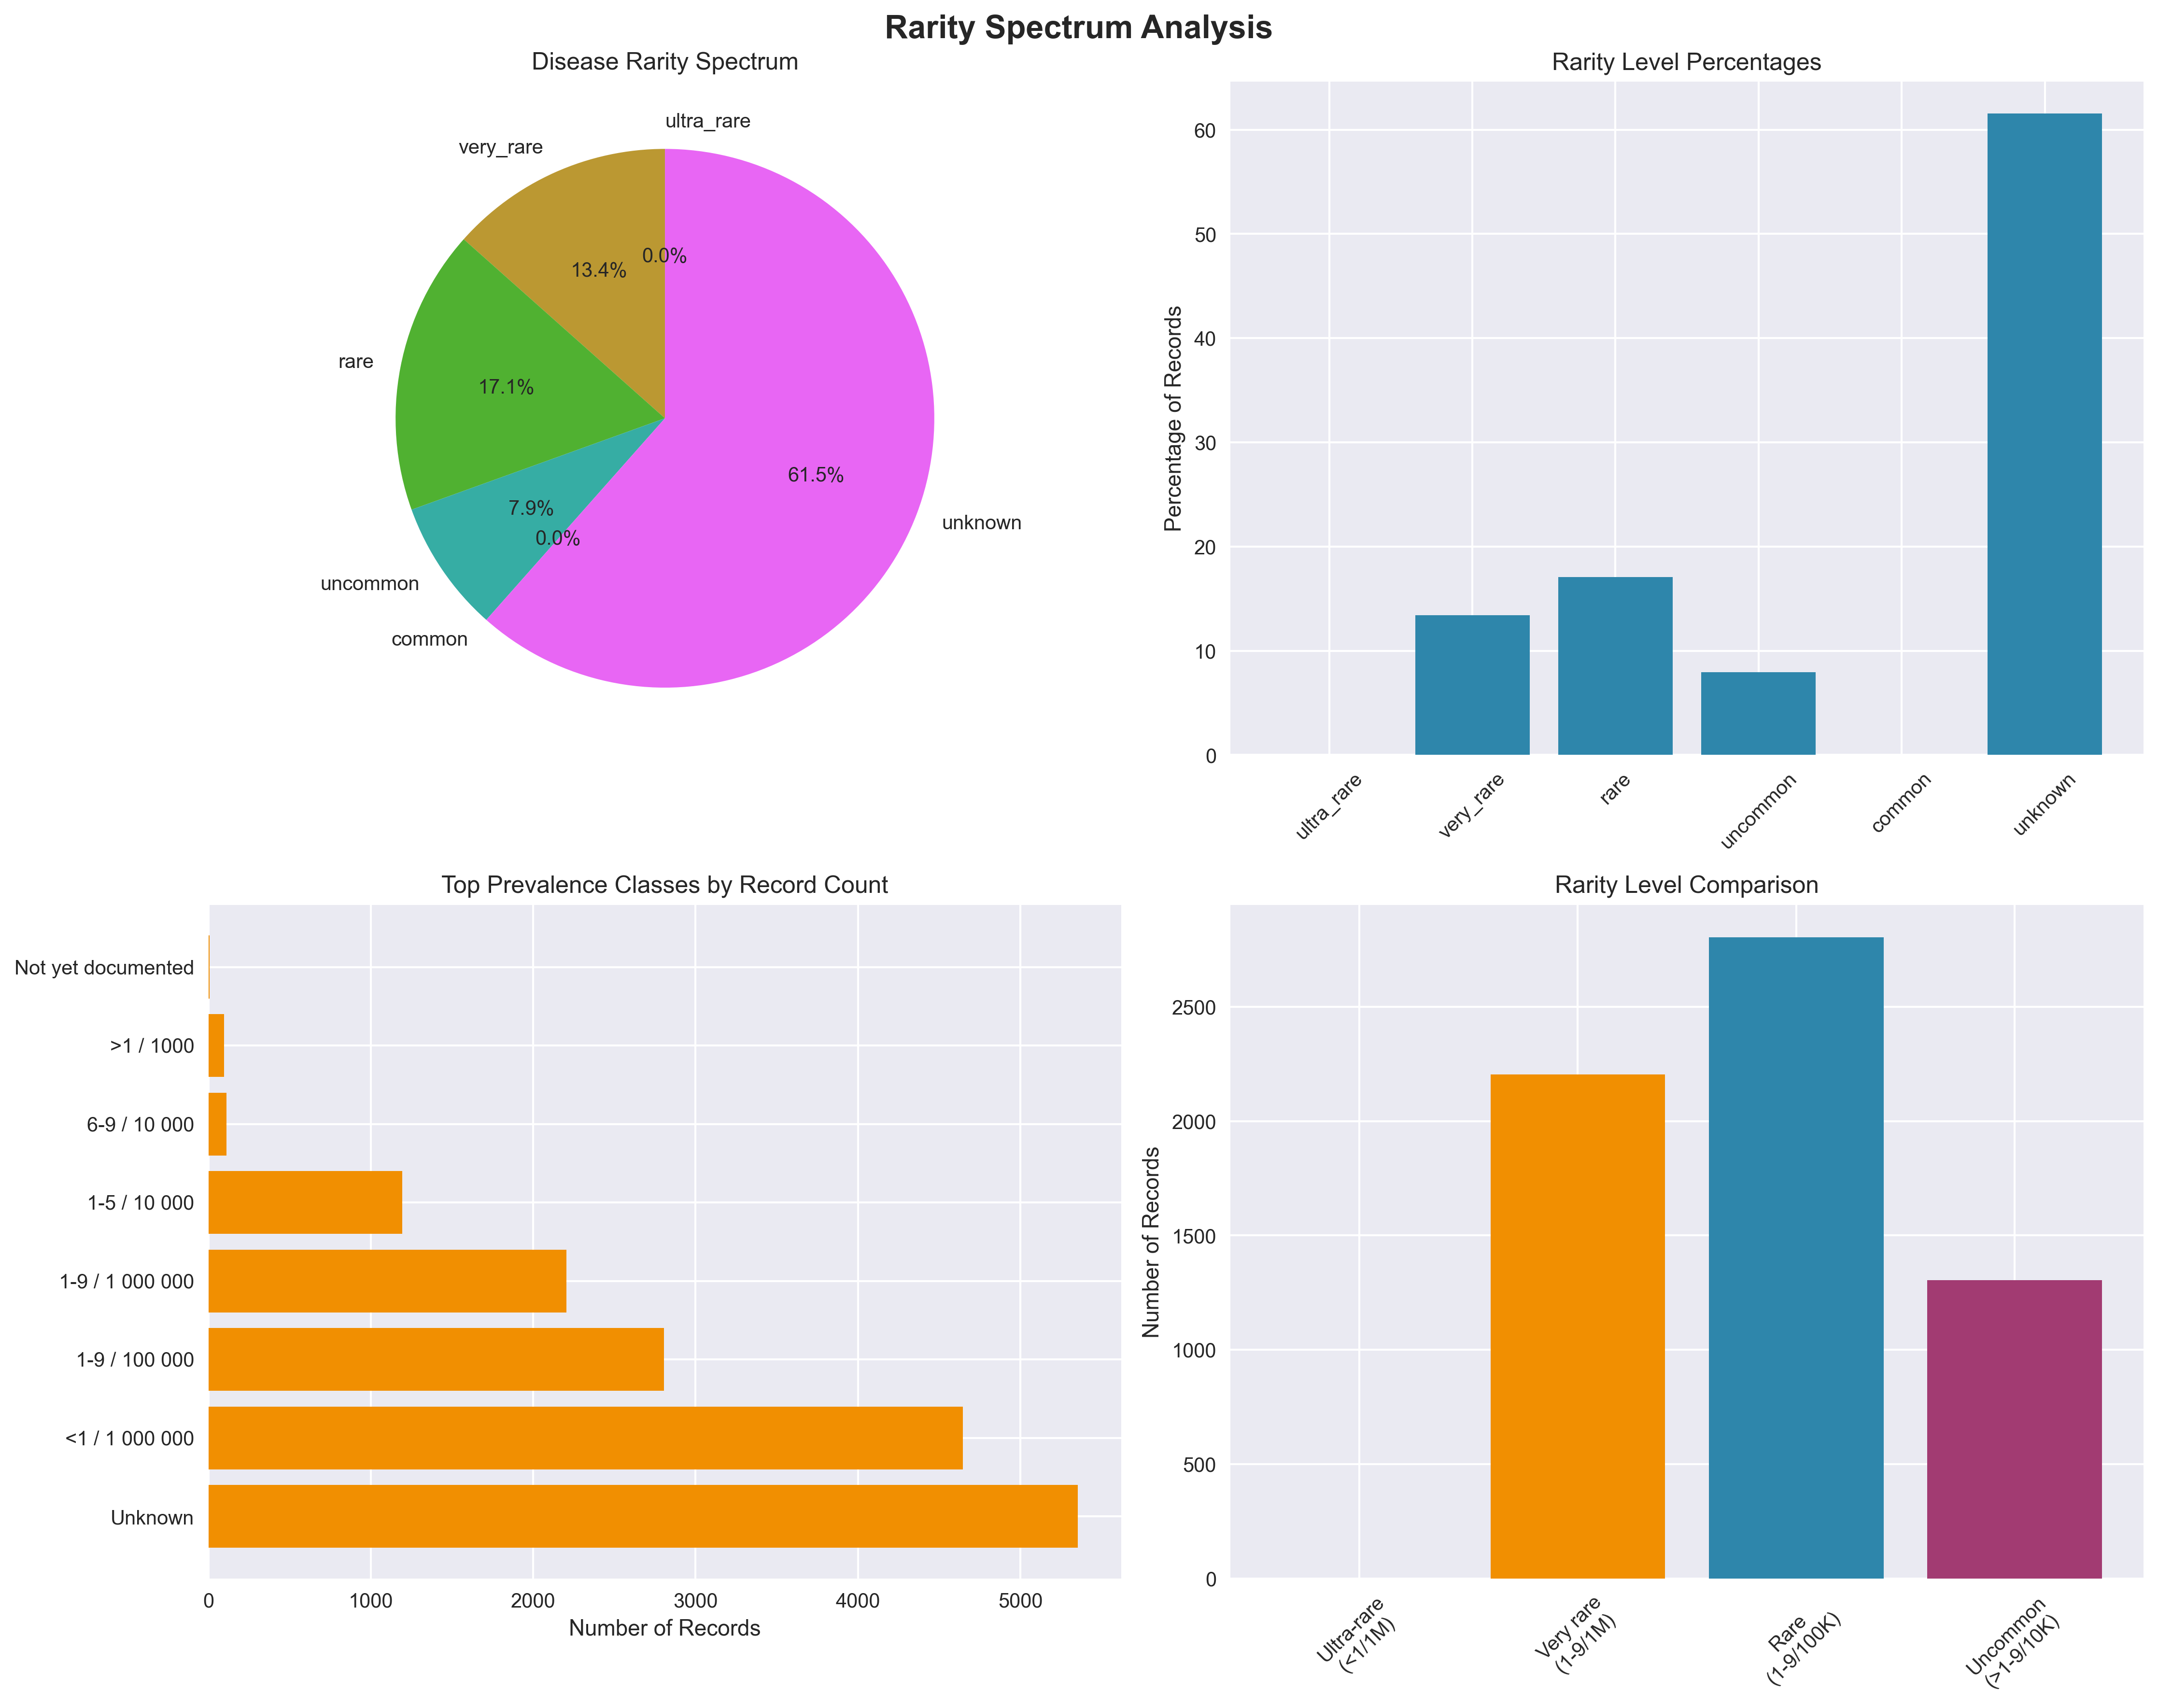 Rarity Spectrum Analysis
Disease Rarity Spectrum
ultra_rare
very_rare
0.0%
13.4%
rare
17.1%
61.5%
7.9%
unknown
0.0%
uncommon
common
Rarity Level Percentages
Percentage of Records
60
50
40
30
20
10
0
ultra_rare
very_rare
rare
uncommon
common
unknown
Top Prevalence Classes by Record Count
Not yet documented
>1 / 1000
6-9 / 10 000
1-5 / 10 000
1-9 / 1 000 000
1-9 / 100 000
<1 / 1 000 000
Unknown
0 1000 2000 3000 4000 5000
Number of Records
Rarity Level Comparison
Number of Records
2500
2000
1500
1000
500
0
Ultra-rare
(<1/1M)
Very rare
(1-9/1M)
Rare
(1-9/100K)
Uncommon
(>1-9/10K)